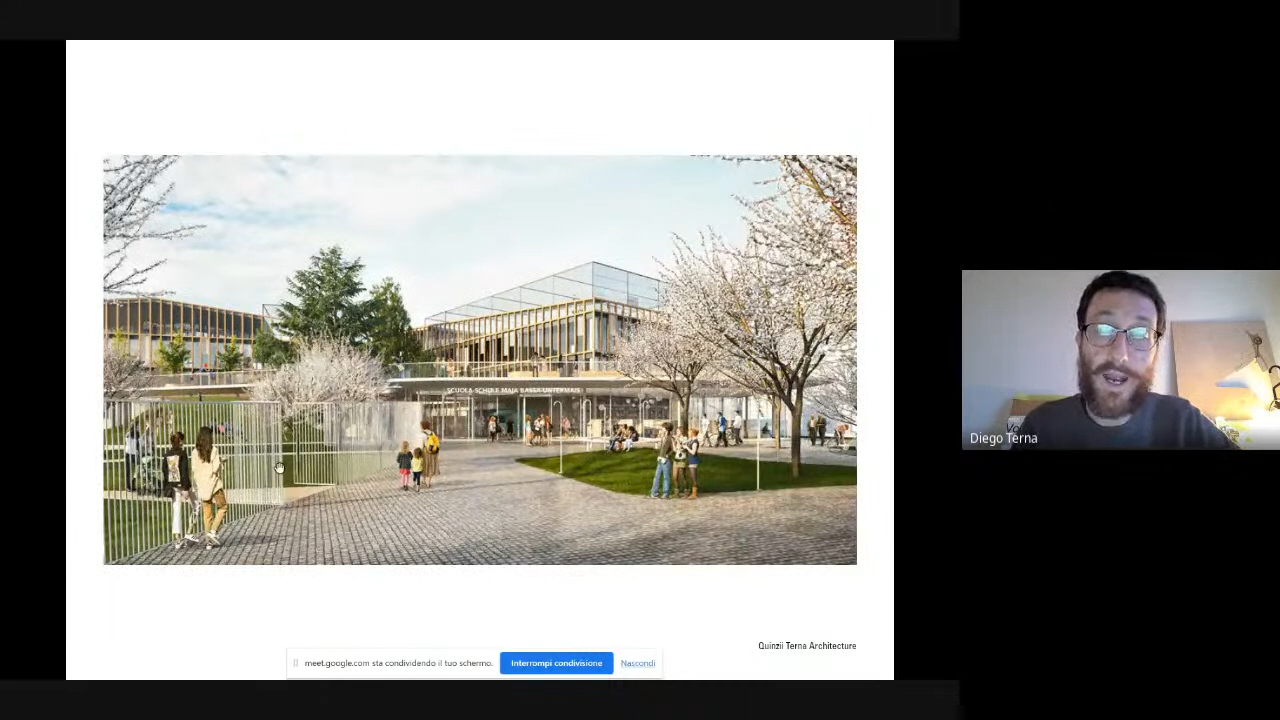 SCUOLA-SCHULE MAJA BASSA-UNTERMAIS
Diego Terna
Quinzii Terna Architecture
meet.google.com sta condividendo il tuo schermo.
Interrompi condivisione
Nascondi